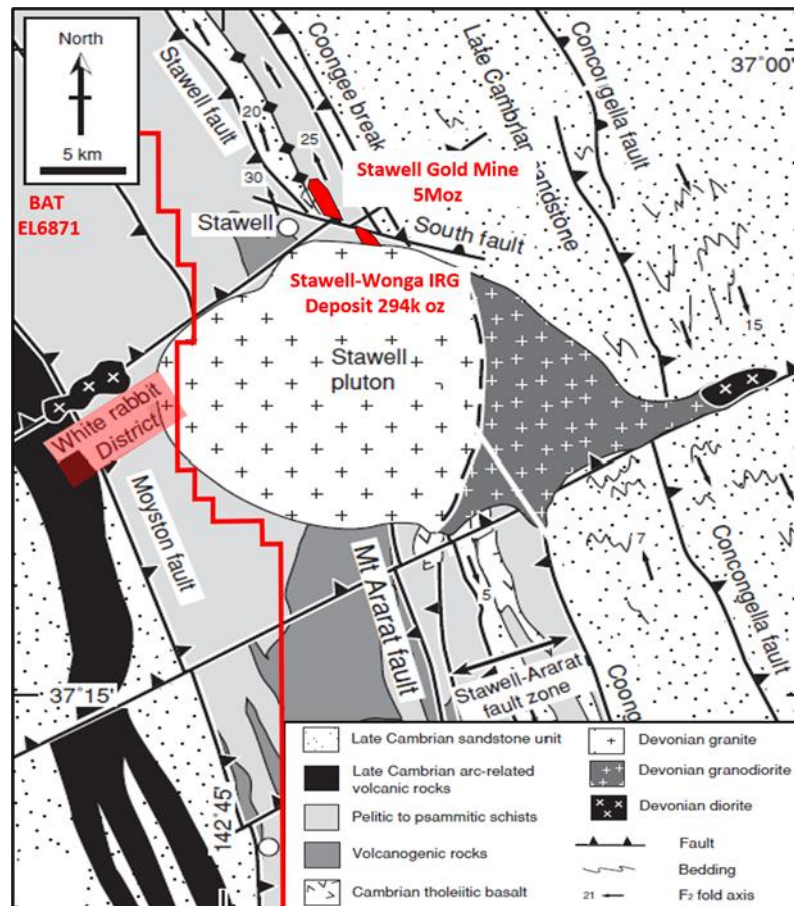 North
5 km
BAT
EL6871
Stawell fault
Coongee break
Late Cambrian sandstone
Concongella fault
37°00'
20
25
30
Stawell Gold Mine
5Moz
Stawell
South fault
Stawell-Wonga IRG
Deposit 294k oz
Stawell
pluton
15
White rabbit
District
Moyston fault
Mt Ararat fault
7
5
Concongella fault
Stawell-Ararat
fault zone
Coong
37°15'
142°45'
Late Cambrian sandstone unit
Late Cambrian arc-related
volcanic rocks
Pelitic to psammitic schists
Volcanogenic rocks
Cambrian tholeiitic basalt
Devonian granite
Devonian granodiorite
Devonian diorite
Fault
Bedding
21
F2 fold axis